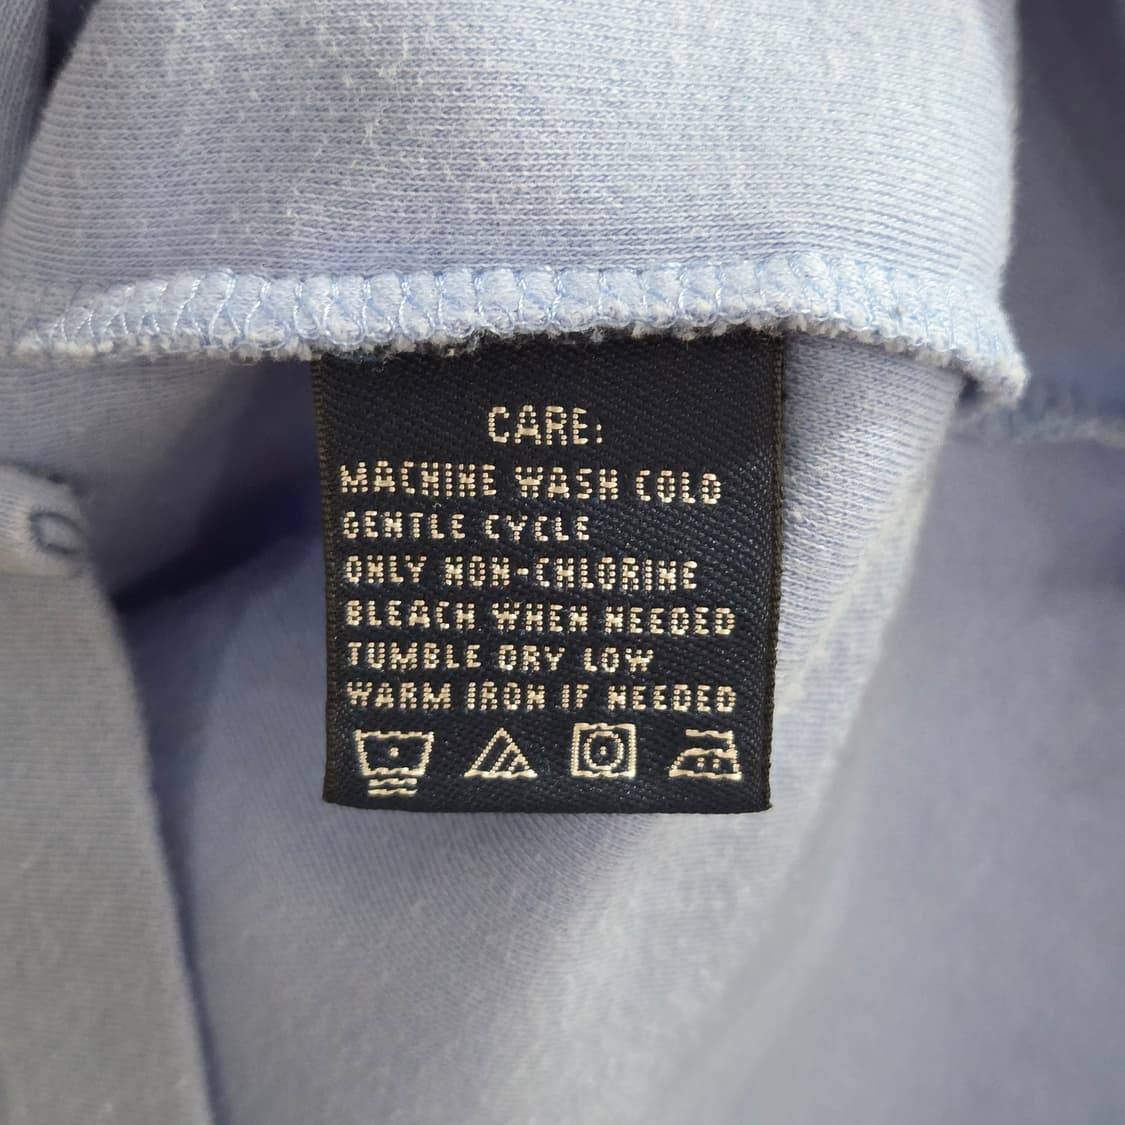 CARE:
MACHINE WASH COLD
GENTLE CYCLE
ONLY NON-CHLORINE
BLEACH WHEN NEEDED
TUMBLE DRY LOW
WARM IRON IF NEEDED